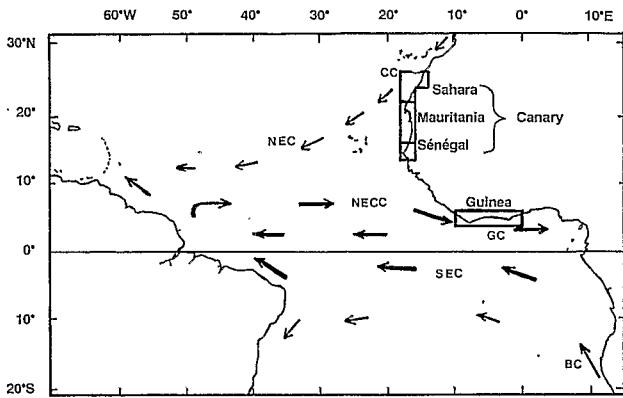 60°W 50° 40° 30° 20° 10° 0° 10°E
30°N
CC
Sahara
20°
Mauritania
Canary
NEC
Sénégal
10°
NECC
Guinea
GC
0°
SEC
10°
BC
20°S